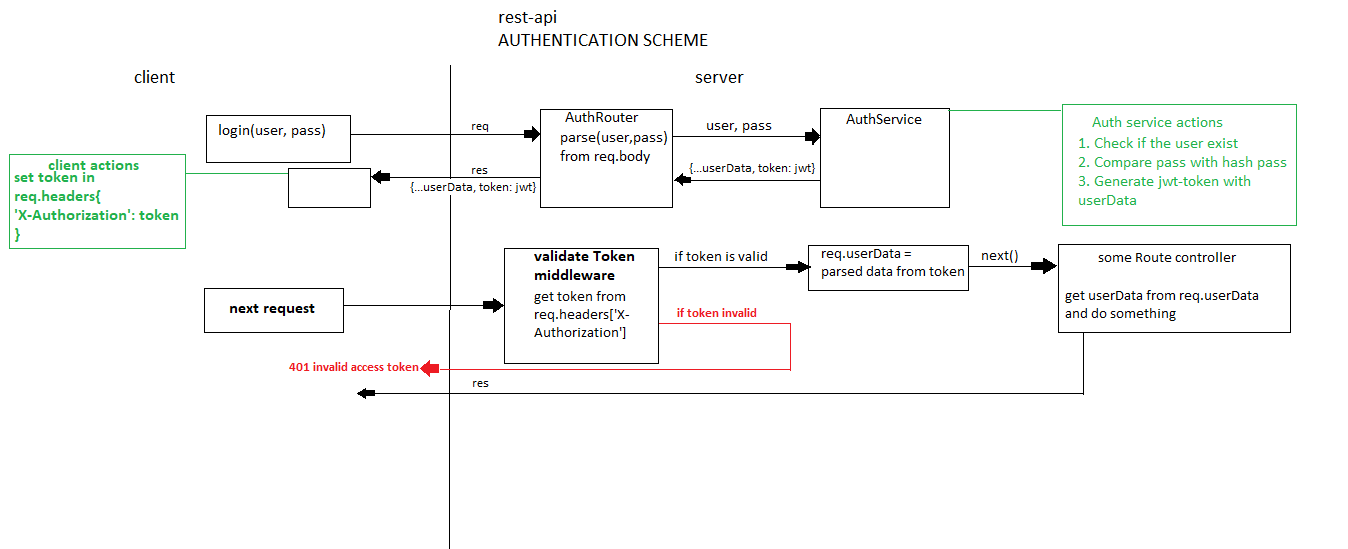 rest-api
AUTHENTICATION SCHEME
client
server
login(user, pass)
req
AuthRouter
parse(user,pass)
from req.body
user, pass
AuthService
Auth service actions
1. Check if the user exist
2. Compare pass with hash pass
3. Generate jwt-token with
userData
{...userData, token: jwt}
res
{...userData, token: jwt}
client actions
set token in
req.headers{
'X-Authorization': token
}
next request
validate Token
middleware
get token from
req.headers['X-
Authorization']
if token is valid
req.userData =
parsed data from token
next()
some Route controller
get userData from req.userData
and do something
if token invalid
401 invalid access token
res